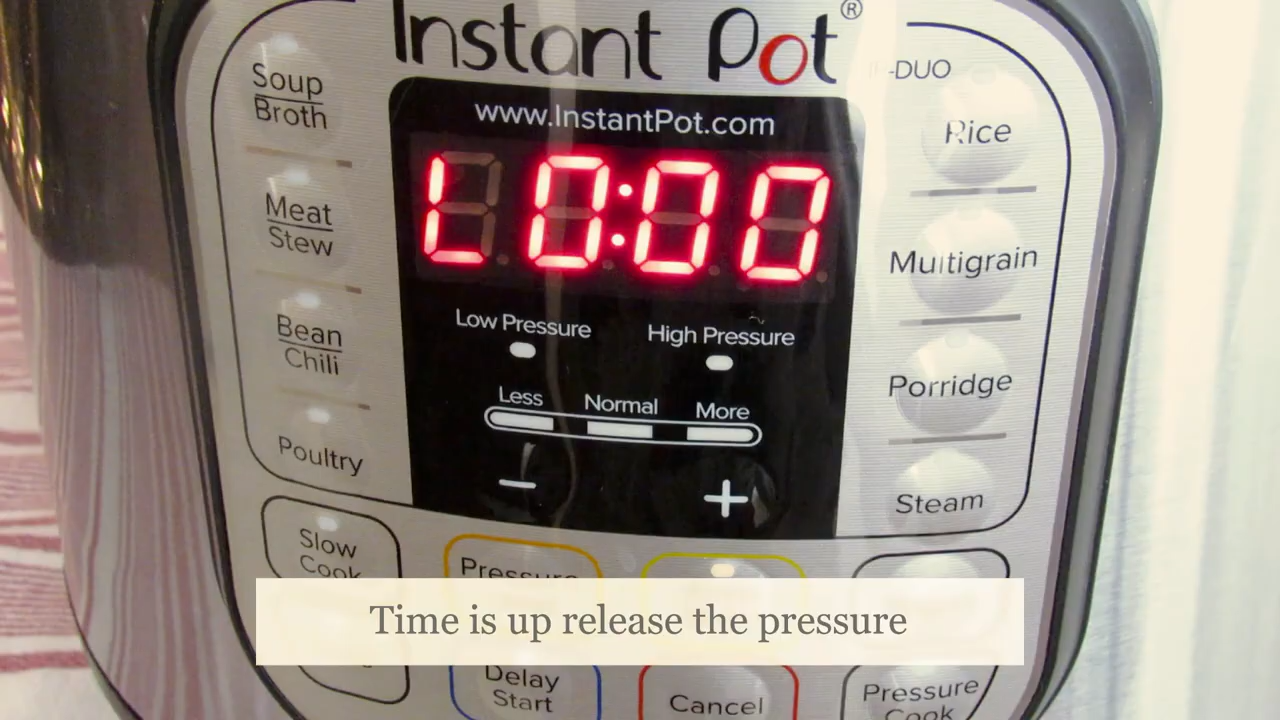 Instant Pot®
-DUO
www.InstantPot.com
L0:00
Low Pressure
High Pressure
Less
Normal
More
−
+
Soup
Broth
Meat
Stew
Bean
Chili
Poultry
Rice
Multigrain
Porridge
Steam
Slow
Cook
Pressure
Time is up release the pressure
Delay
Start
Cancel
Pressure
Cook